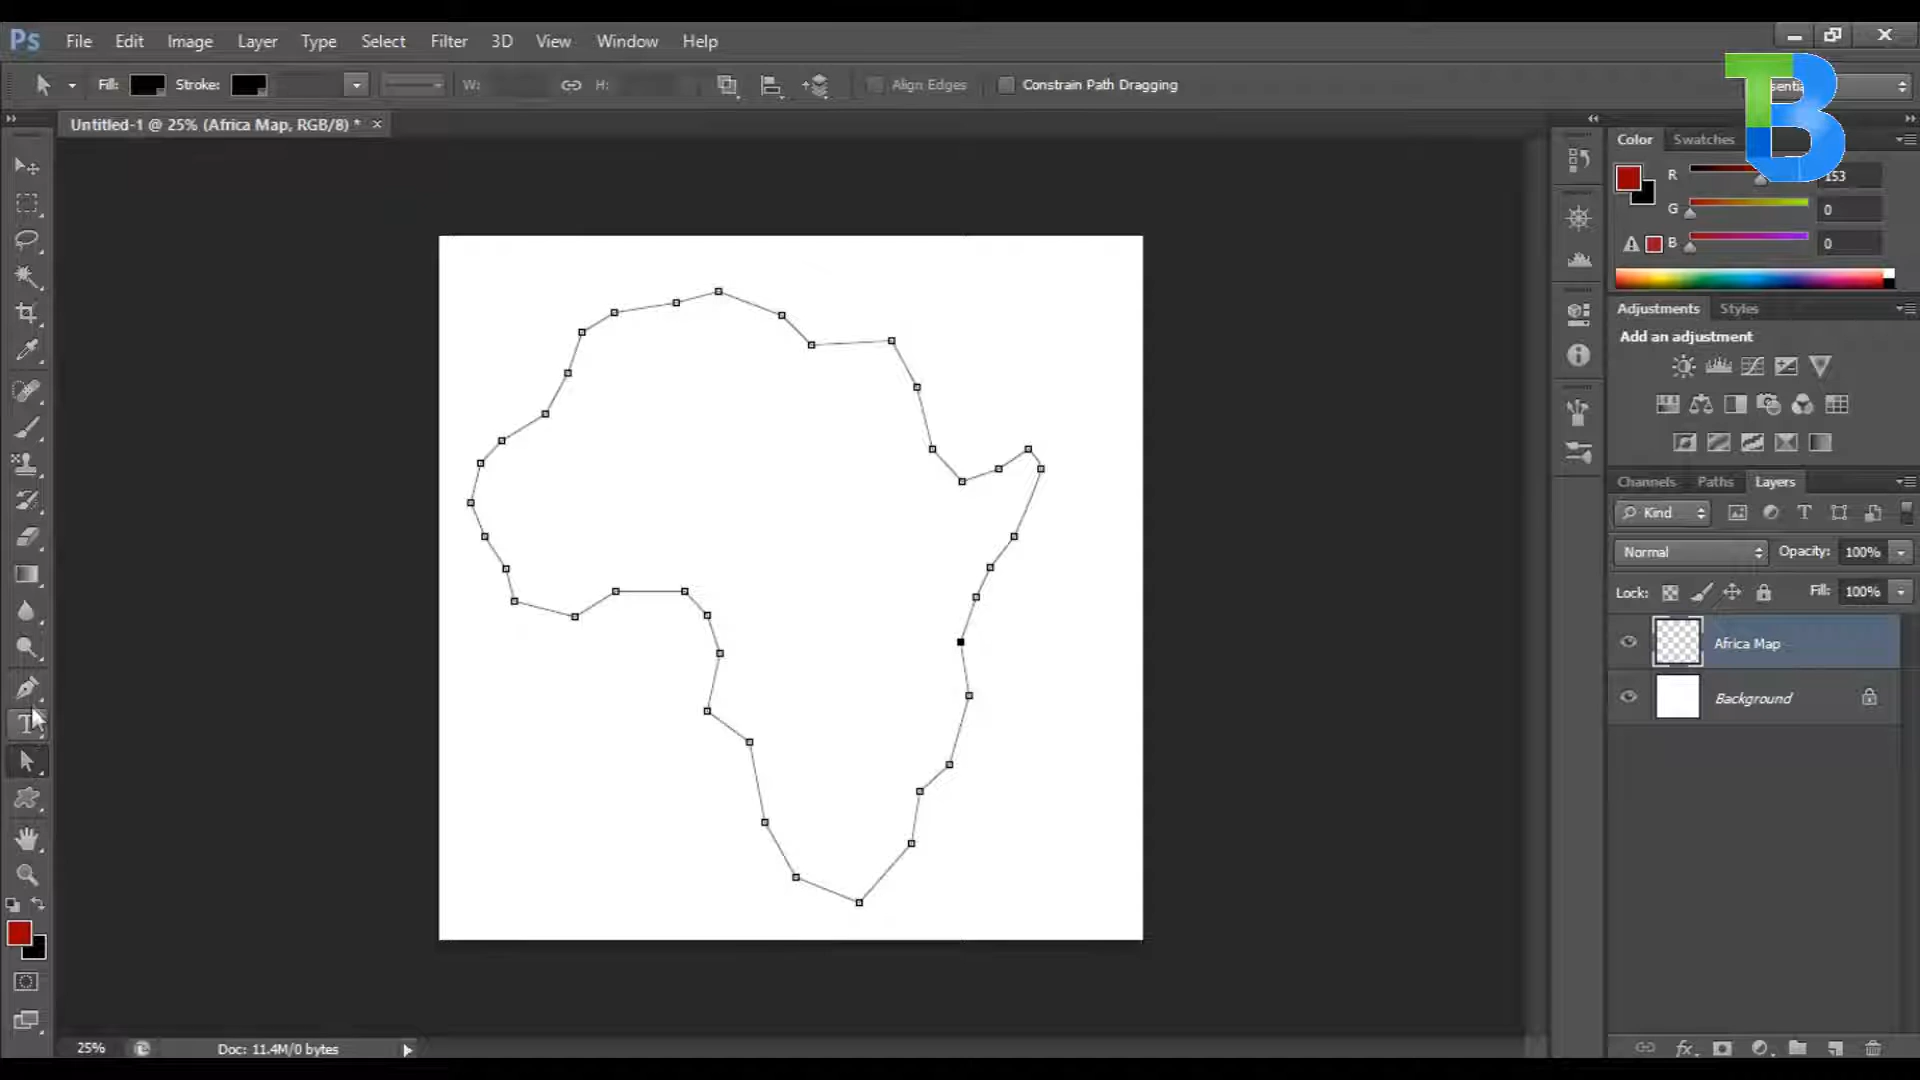 Ps File Edit Image Layer Type Select Filter 3D View Window Help
Fill: Stroke: W: H: Align Edges Constrain Path Dragging
Untitled-1 @ 25% (Africa Map, RGB/8) * ×
TB
Color Swatches
R 153
G 0
B 0
Adjustments Styles
Add an adjustment
Channels Paths Layers
Kind
Normal Opacity: 100%
Lock: Fill: 100%
Africa Map
Background
T
25% Doc: 11.4M/0 bytes
fx